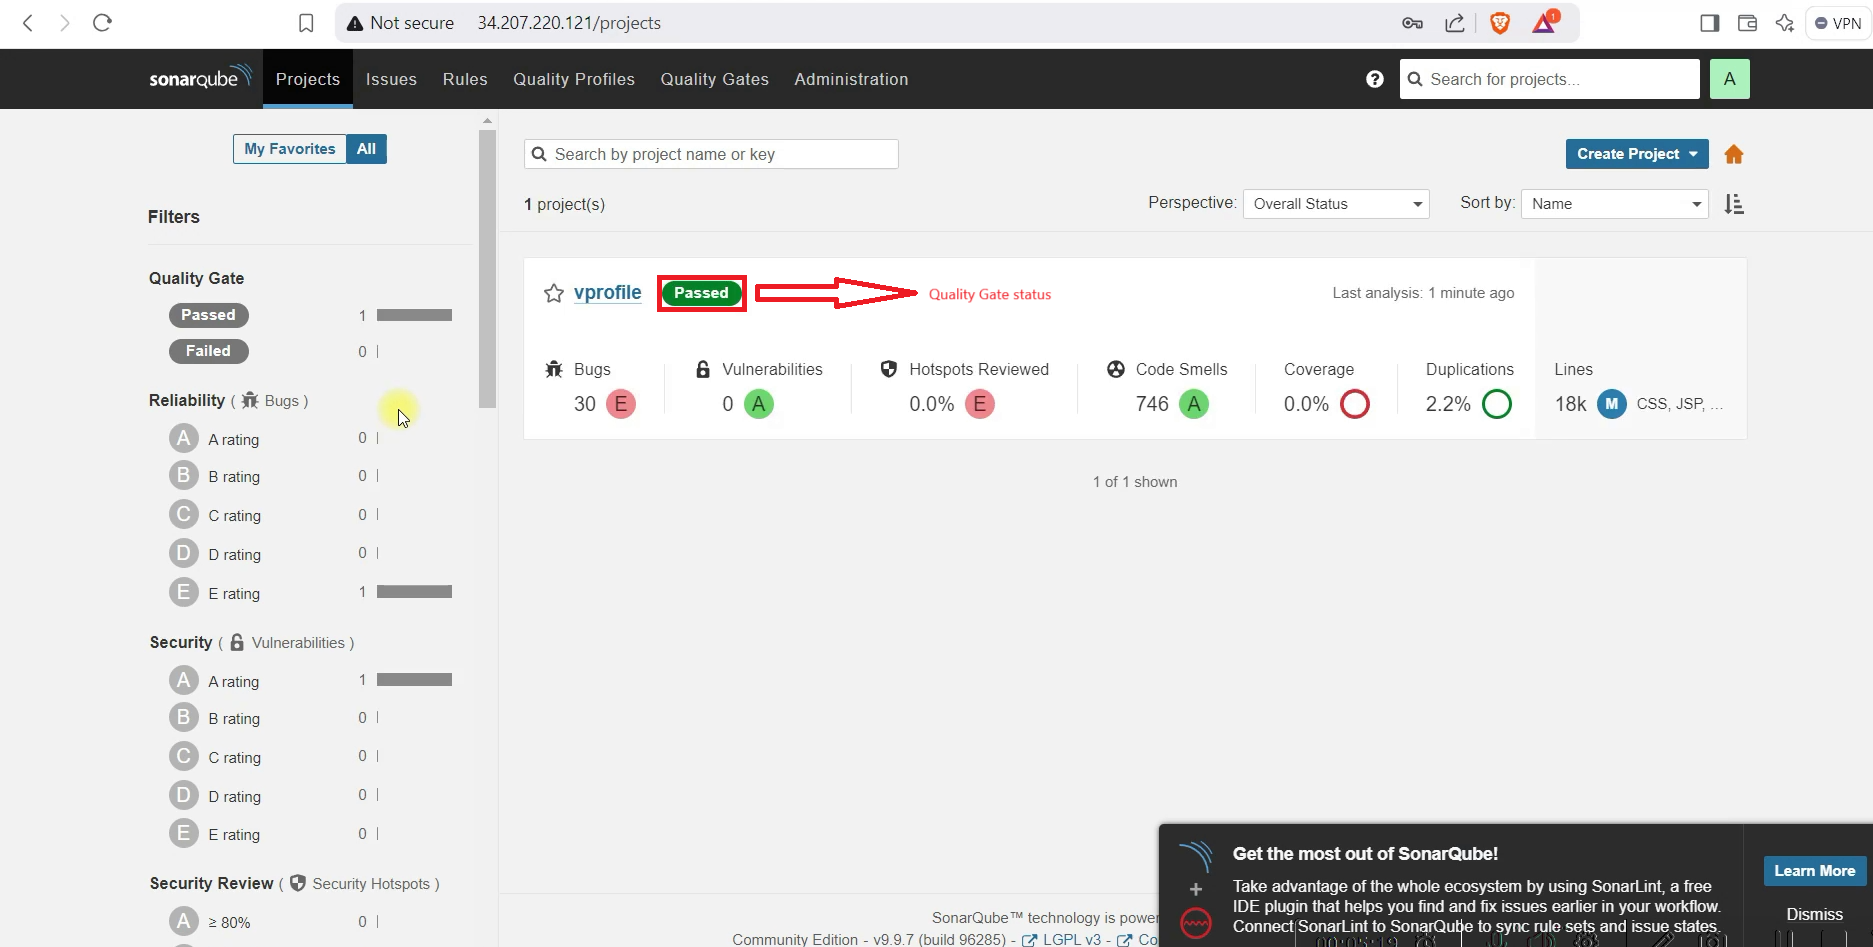 Not secure 34.207.220.121/projects
1
VPN
sonarqube Projects Issues Rules Quality Profiles Quality Gates Administration
? Search for projects... A
My Favorites All
Filters
Quality Gate
Passed 1
Failed 0
Reliability ( Bugs )
A A rating 0
B B rating 0
C C rating 0
D D rating 0
E E rating 1
Security ( Vulnerabilities )
A A rating 1
B B rating 0
C C rating 0
D D rating 0
E E rating 0
Security Review ( Security Hotspots )
A ≥ 80% 0
Search by project name or key
Create Project
1 project(s)
Perspective: Overall Status Sort by: Name
vprofile Passed Quality Gate status Last analysis: 1 minute ago
Bugs Vulnerabilities Hotspots Reviewed Code Smells Coverage Duplications Lines
30 E 0 A 0.0% E 746 A 0.0% 2.2% 18k M CSS, JSP, ...
1 of 1 shown
SonarQube™ technology is power
Community Edition - v9.9.7 (build 96285) - LGPL v3 - Co
Get the most out of SonarQube!
Take advantage of the whole ecosystem by using SonarLint, a free
IDE plugin that helps you find and fix issues earlier in your workflow.
Connect SonarLint to SonarQube to sync rule sets and issue states.
Learn More
Dismiss